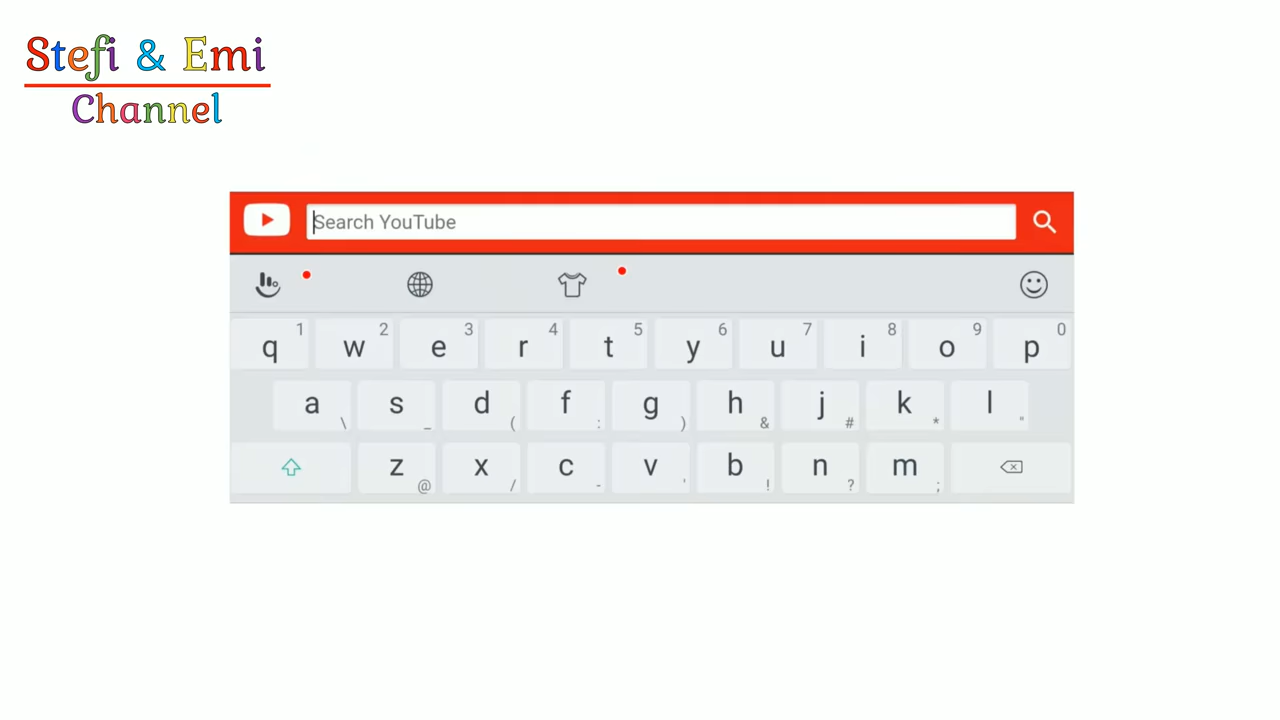 Stefi & Emi
Channel
Search YouTube
1 2 3 4 5 6 7 8 9 0
q w e r t y u i o p
a s d f g h j k l
\ _ ( : ) & # * "
z x c v b n m
@ / - ' ! ? ;